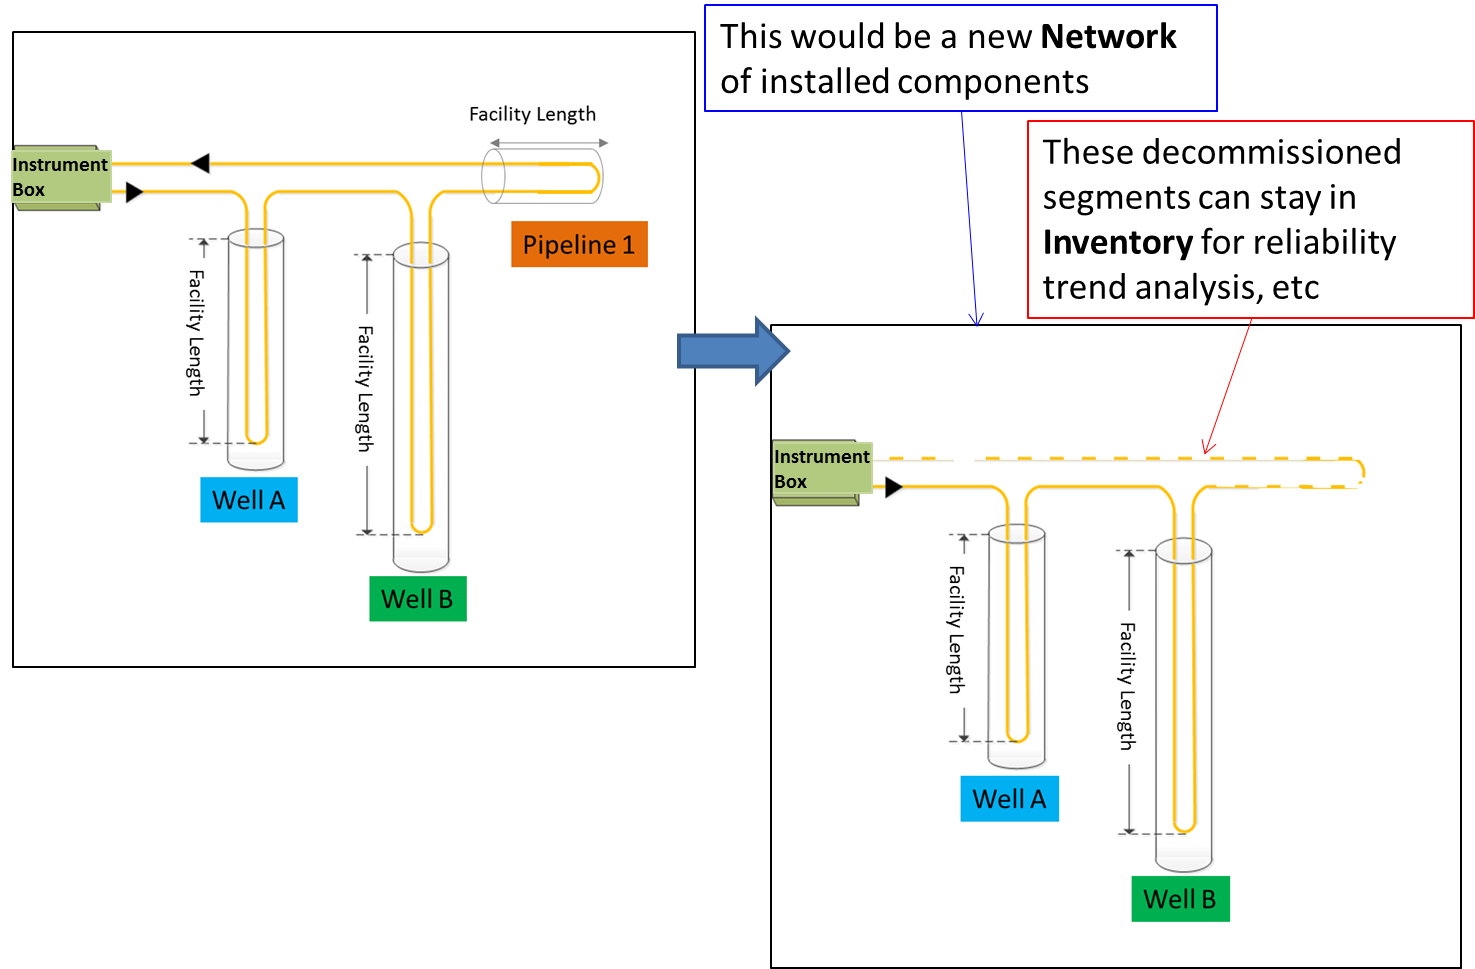 This would be a new Network
of installed components
These decommissioned
segments can stay in
Inventory for reliability
trend analysis, etc
Facility Length
Instrument
Box
Pipeline 1
Facility Length
Facility Length
Well A
Well B
Instrument
Box
Facility Length
Facility Length
Well A
Well B